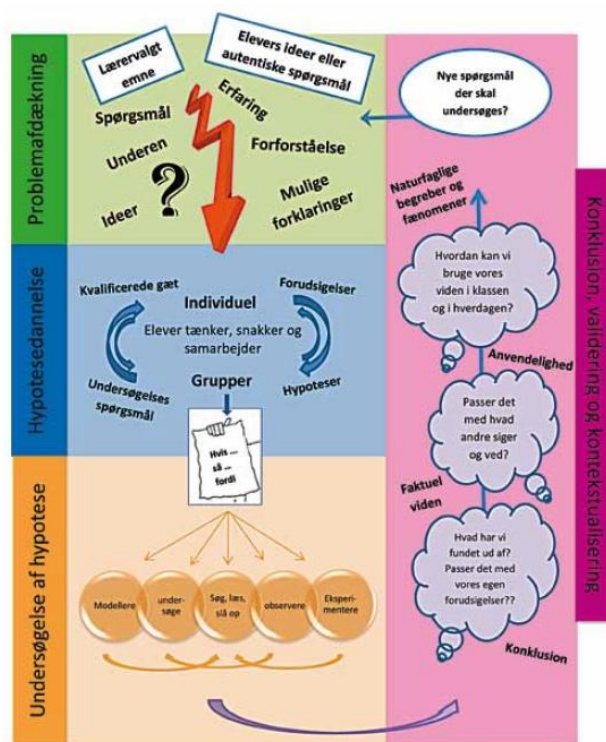 Problemafdækning
Lærervalgt
emne
Elevers ideer eller
autentiske spørgsmål
Spørgsmål
Erfaring
Underen
Forforståelse
?
Ideer
Mulige
forklaringer
Hypotesedannelse
Kvalificerede gæt
Individuel
Forudsigelser
Elever tænker, snakker og
samarbejder
Undersøgelses
spørgsmål
Grupper
Hypoteser
Hvis ...
så ...
fordi
Undersøgelse af hypotese
Modellere
under-
søge
Søg, læs,
slå op
observere
Eksperi-
mentere
Konklusion, validering og kontekstualisering
Nye spørgsmål
der skal
undersøges?
Naturfaglige
begreber og
fænomener
Hvordan kan vi
bruge vores
viden i klassen
og i hverdagen?
Anvendelighed
Passer det
med hvad
andre siger
og ved?
Faktuel
viden
Hvad har vi
fundet ud af?
Passer det med
vores egen
forudsigelser??
Konklusion